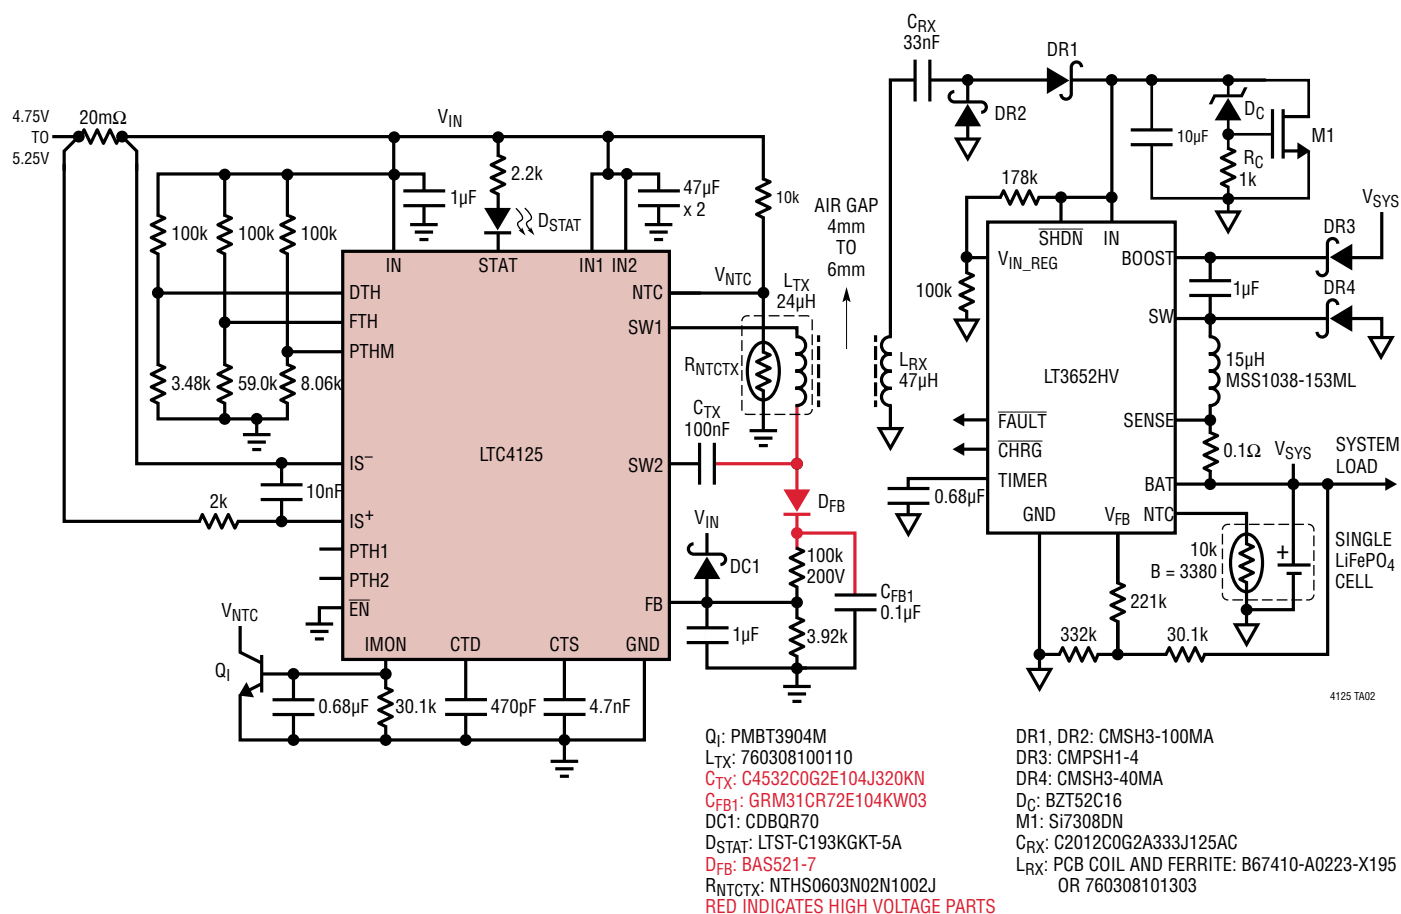 CRX
33nF
DR1
DR2
DC
M1
10µF
RC
1k
4.75V
TO
5.25V
20mΩ
VIN
2.2k
1µF
DSTAT
47µF
x 2
10k
100k
100k
100k
AIR GAP
4mm
TO
6mm
178k
VSYS
DR3
IN
STAT
IN1
IN2
VNTC
LTX
24µH
SHDN
IN
VIN_REG
BOOST
100k
1µF
DR4
DTH
NTC
FTH
SW1
SW
PTHM
RNTCTX
LRX
47µH
LT3652HV
15µH
MSS1038-153ML
3.48k
59.0k
8.06k
CTX
100nF
FAULT
SENSE
LTC4125
CHRG
0.1Ω
VSYS
SYSTEM
LOAD
IS–
SW2
TIMER
BAT
10nF
2k
0.68µF
IS+
DFB
GND
VFB
NTC
VIN
PTH1
DC1
100k
200V
10k
B = 3380
+
SINGLE
LiFePO4
CELL
PTH2
CFB1
0.1µF
221k
EN
FB
VNTC
1µF
3.92k
IMON
CTD
CTS
GND
332k
30.1k
QI
0.68µF
30.1k
470pF
4.7nF
4125 TA02
QI: PMBT3904M
LTX: 760308100110
CTX: C4532C0G2E104J320KN
CFB1: GRM31CR72E104KW03
DC1: CDBQR70
DSTAT: LTST-C193KGKT-5A
DFB: BAS521-7
RNTCTX: NTHS0603N02N1002J
RED INDICATES HIGH VOLTAGE PARTS
DR1, DR2: CMSH3-100MA
DR3: CMPSH1-4
DR4: CMSH3-40MA
DC: BZT52C16
M1: Si7308DN
CRX: C2012C0G2A333J125AC
LRX: PCB COIL AND FERRITE: B67410-A0223-X195
OR 760308101303